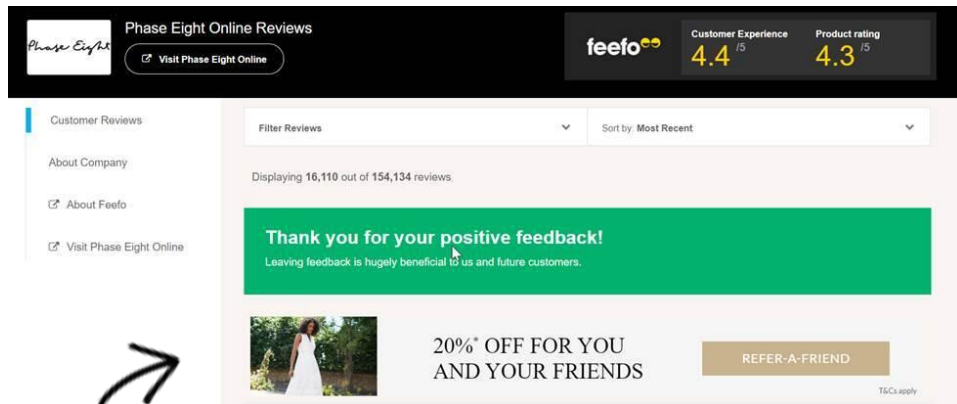 Phase Eight
Phase Eight Online Reviews
Visit Phase Eight Online
feefo
Customer Experience
4.4 /5
Product rating
4.3 /5
Customer Reviews
About Company
About Feefo
Visit Phase Eight Online
Filter Reviews
Sort by: Most Recent
Displaying 16,110 out of 154,134 reviews
Thank you for your positive feedback!
Leaving feedback is hugely beneficial to us and future customers.
20%* OFF FOR YOU
AND YOUR FRIENDS
REFER-A-FRIEND
T&Cs apply